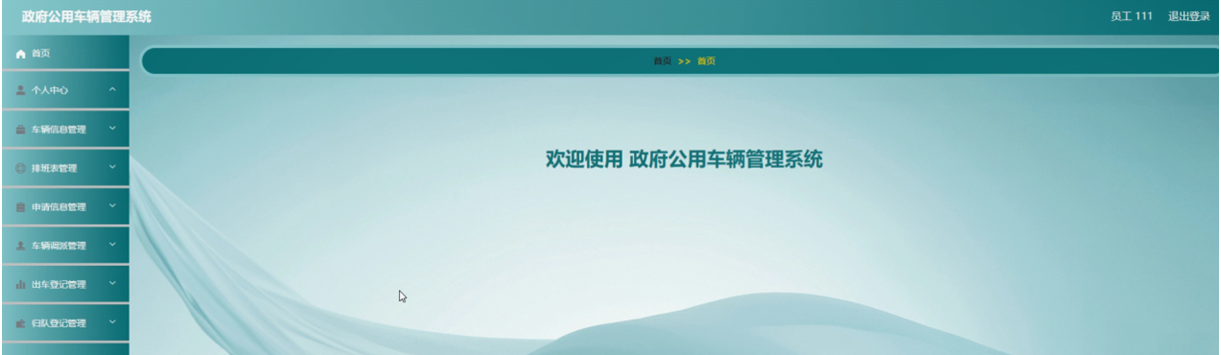 政府公用车辆管理系统
员工 111 退出登录
首页
首页 >> 首页
个人中心
车辆信息管理
排班表管理
申请信息管理
车辆调派管理
出车登记管理
归队登记管理
欢迎使用 政府公用车辆管理系统